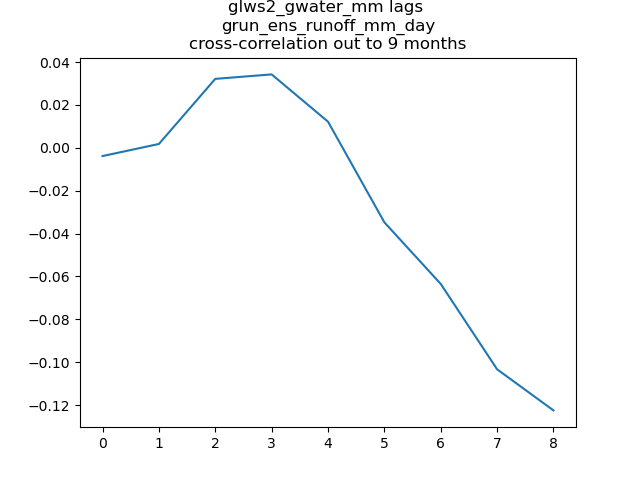 glws2_gwater_mm lags
grun_ens_runoff_mm_day
cross-correlation out to 9 months
0.04
0.02
0.00
−0.02
−0.04
−0.06
−0.08
−0.10
−0.12
0 1 2 3 4 5 6 7 8